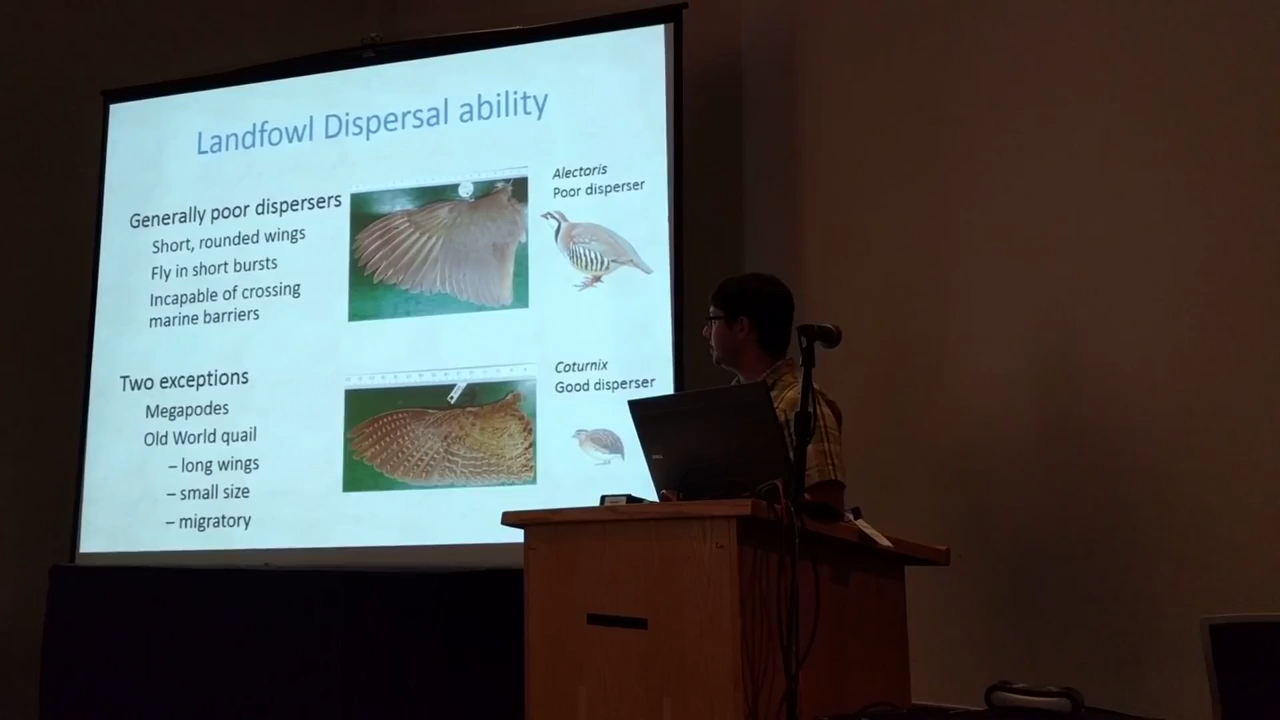 Landfowl Dispersal ability
Generally poor dispersers
Short, rounded wings
Fly in short bursts
Incapable of crossing
marine barriers
Alectoris
Poor disperser
Two exceptions
Megapodes
Old World quail
– long wings
– small size
– migratory
Coturnix
Good disperser
DELL